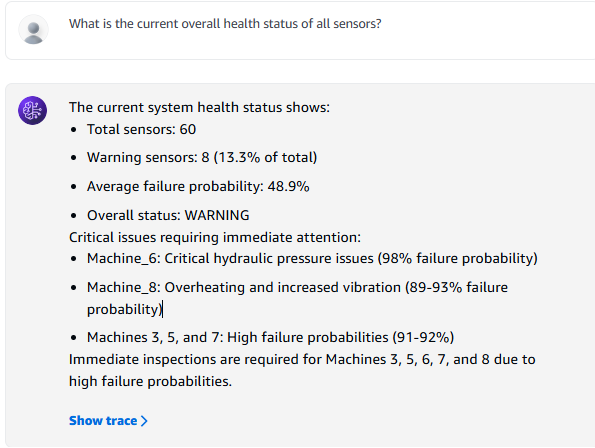 What is the current overall health status of all sensors?
The current system health status shows:
• Total sensors: 60
• Warning sensors: 8 (13.3% of total)
• Average failure probability: 48.9%
• Overall status: WARNING
Critical issues requiring immediate attention:
• Machine_6: Critical hydraulic pressure issues (98% failure probability)
• Machine_8: Overheating and increased vibration (89-93% failure
probability)
• Machines 3, 5, and 7: High failure probabilities (91-92%)
Immediate inspections are required for Machines 3, 5, 6, 7, and 8 due to
high failure probabilities.
Show trace >